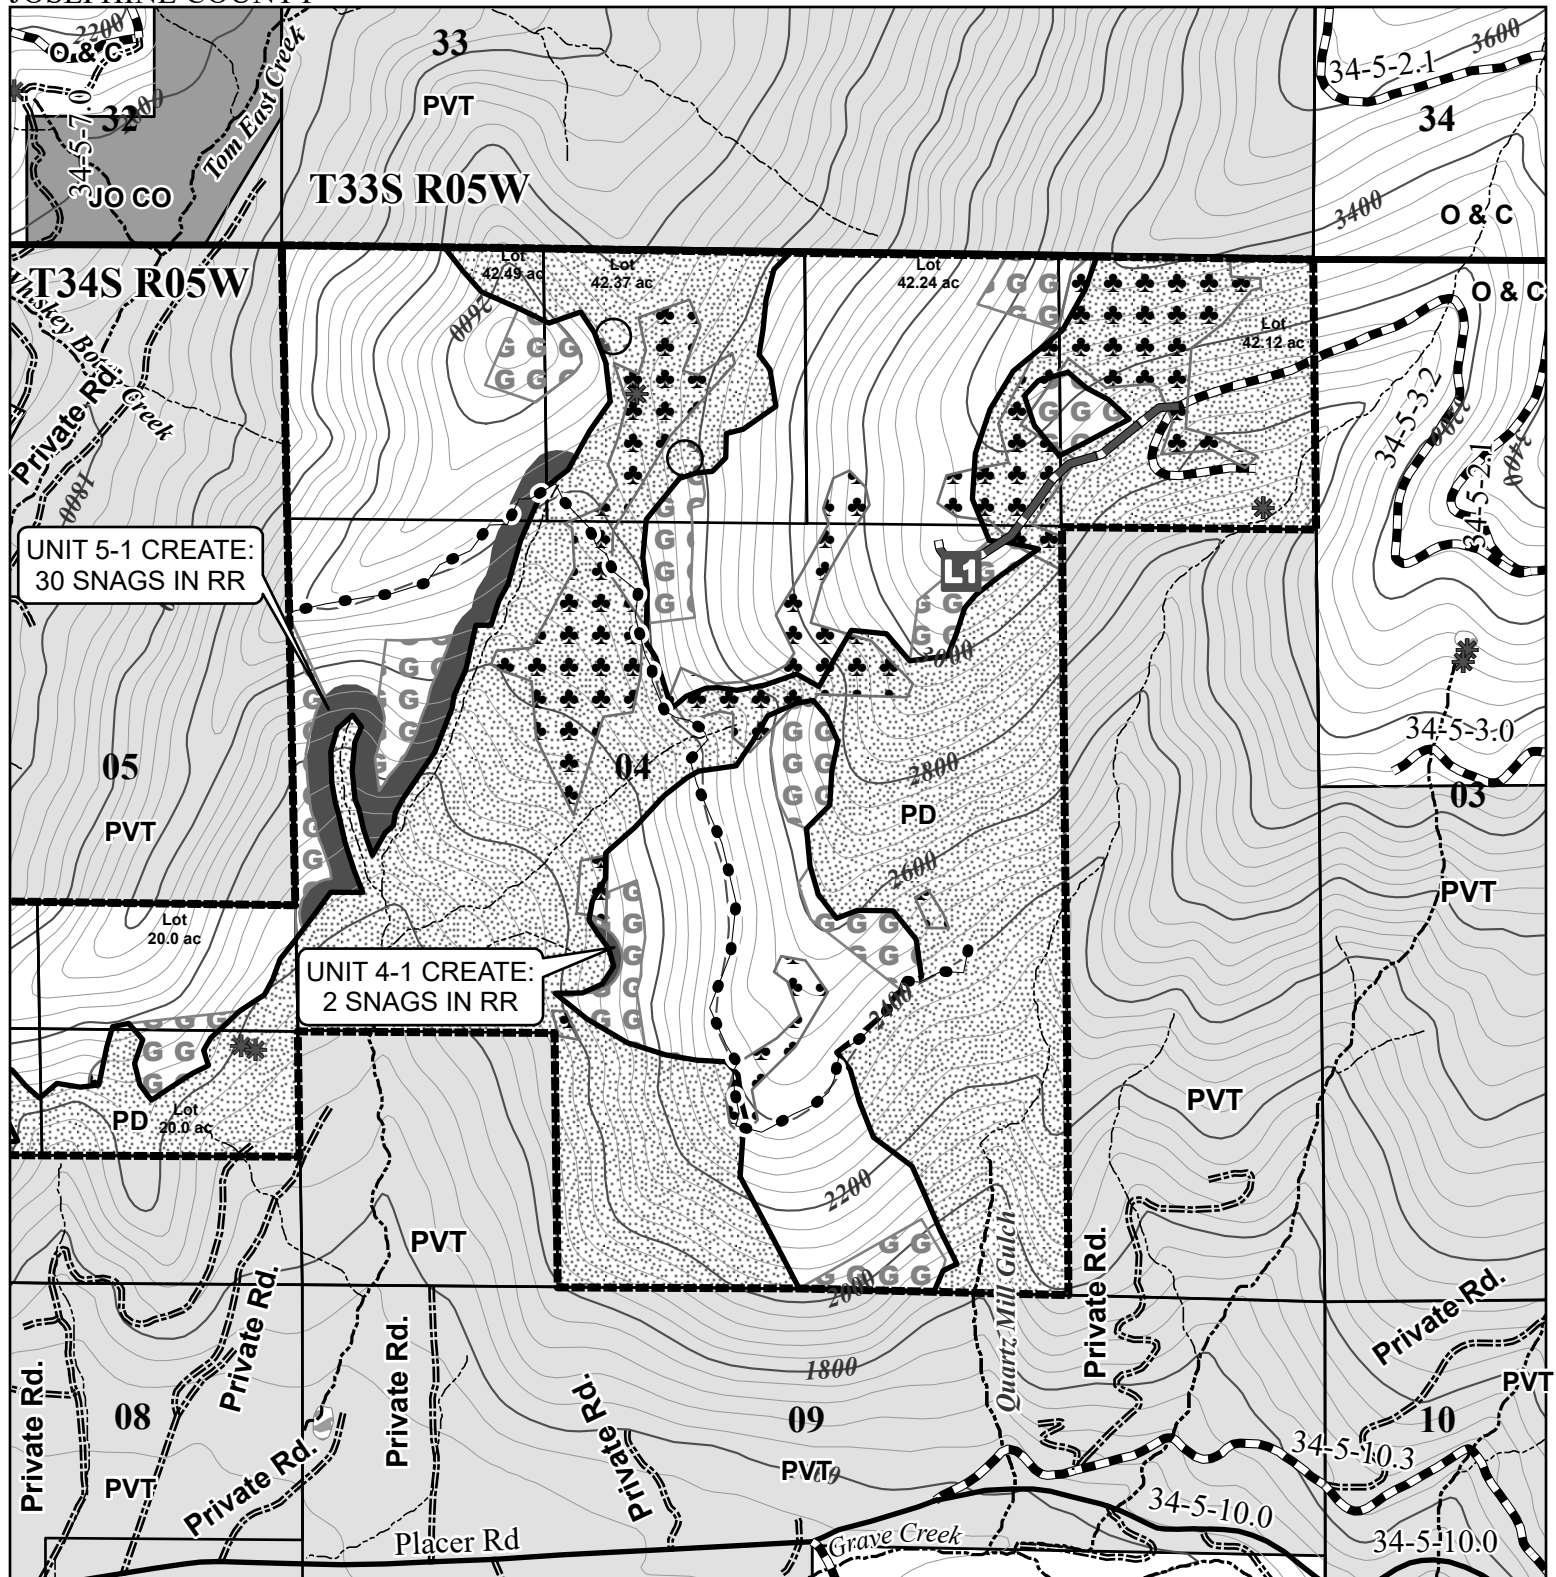 JOSEPHINE COUNTY
2200
O & C
32
34-5-7.0
JO CO
Tom East Creek
33
PVT
T33S R05W
3600
34-5-2.1
34
3400
O & C
T34S R05W
Whiskey Bottle Creek
Private Rd.
1800
2600
Lot
42.49 ac
Lot
42.37 ac
Lot
42.24 ac
Lot
42.12 ac
O & C
34-5-3.2
34-5-2.1
3400
UNIT 5-1 CREATE:
30 SNAGS IN RR
L1
3000
05
PVT
04
2800
PD
34-5-3.0
03
PVT
2600
Lot
20.0 ac
UNIT 4-1 CREATE:
2 SNAGS IN RR
2400
PD
Lot
20.0 ac
PVT
2200
PVT
2000
Quartz Mill Gulch
Private Rd.
Private Rd.
Private Rd.
Private Rd.
Private Rd.
1800
08
09
10
PVT
PVT
PVT
Private Rd.
Private Rd.
34-5-10.3
34-5-10.0
34-5-10.0
Placer Rd
Grave Creek